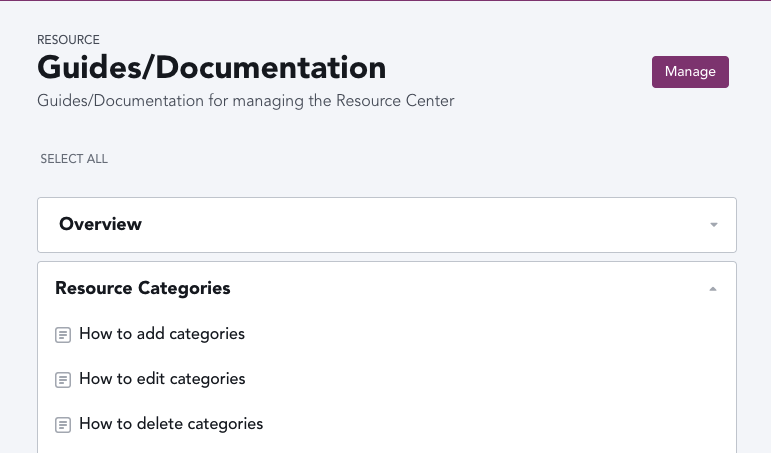 RESOURCE
Guides/Documentation
Manage
Guides/Documentation for managing the Resource Center
SELECT ALL
Overview
Resource Categories
How to add categories
How to edit categories
How to delete categories